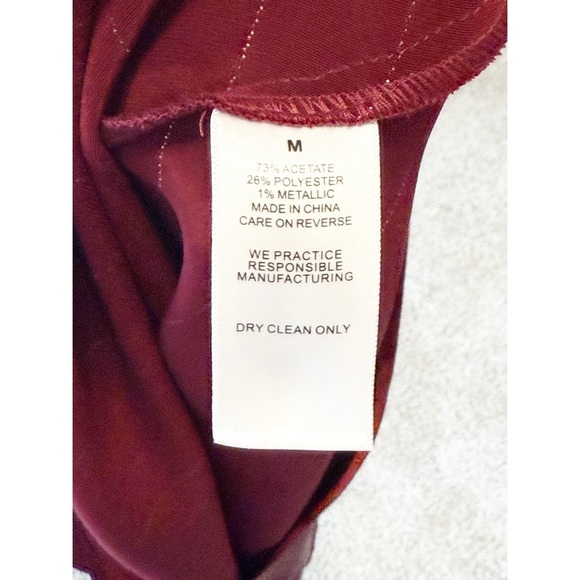 M
73% ACETATE
26% POLYESTER
1% METALLIC
MADE IN CHINA
CARE ON REVERSE
WE PRACTICE
RESPONSIBLE
MANUFACTURING
DRY CLEAN ONLY